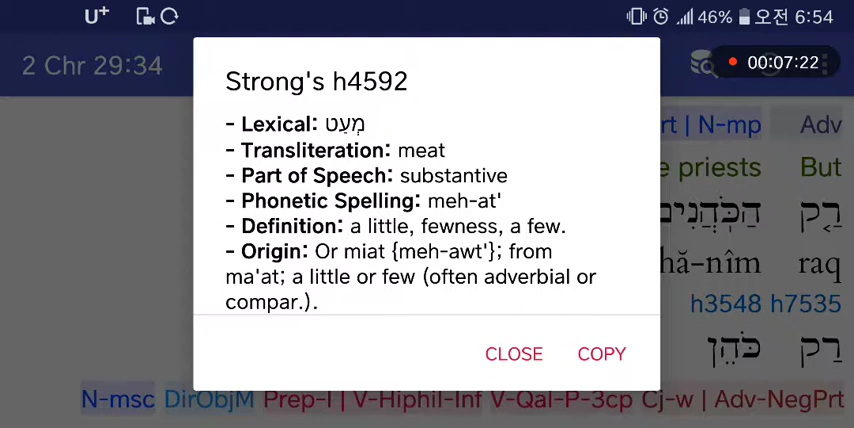 U+ 46% 오전 6:54
2 Chr 29:34 00:07:22
Strong's h4592
- Lexical: מְעַט
- Transliteration: meat
- Part of Speech: substantive
- Phonetic Spelling: meh-at'
- Definition: a little, fewness, a few.
- Origin: Or miat {meh-awt'}; from
ma'at; a little or few (often adverbial or
compar.).
CLOSE COPY
rt | N-mp Adv
priests But
הַכֹּהֲנִים רַק
hă-nîm raq
h3548 h7535
כֹּהֵן רַק
N-msc DirObjM Prep-l | V-Hiphil-Inf V-Qal-P-3cp Cj-w | Adv-NegPrt